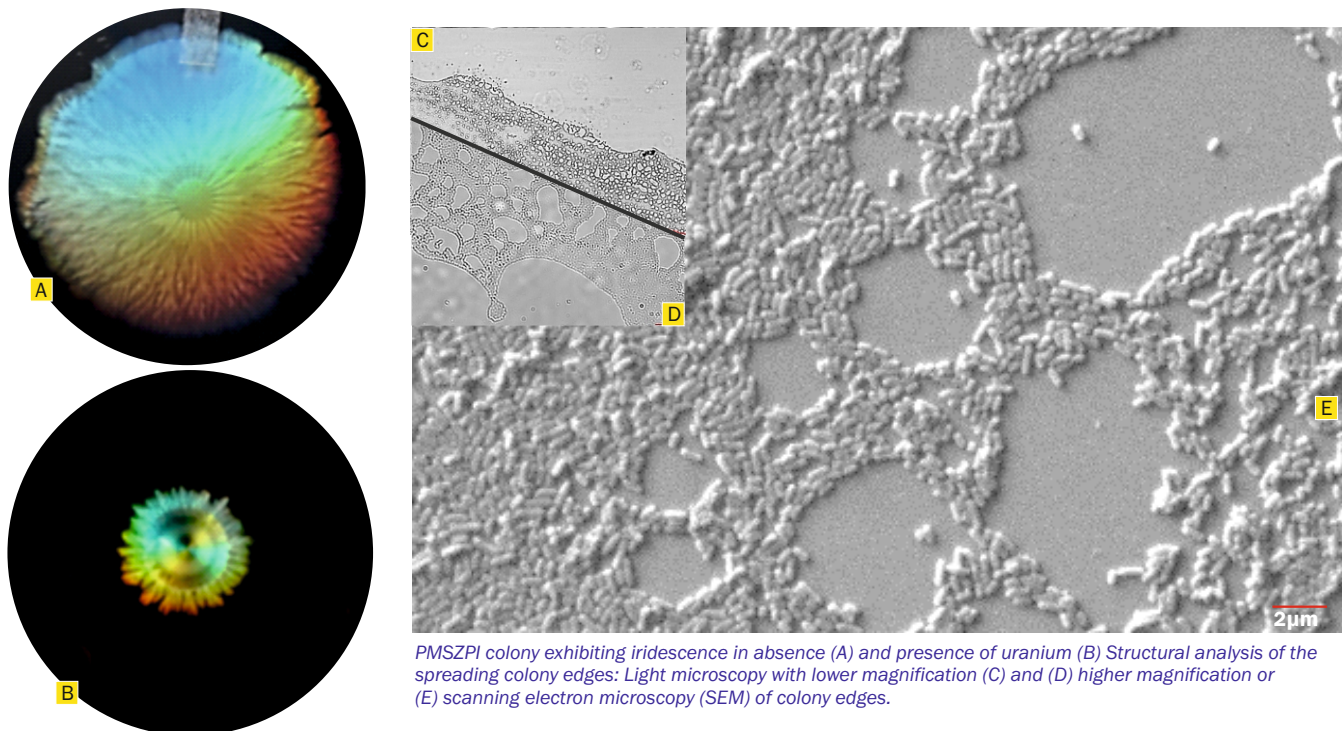 A
B
C
D
E
2µm
PMSZPI colony exhibiting iridescence in absence (A) and presence of uranium (B) Structural analysis of the
spreading colony edges: Light microscopy with lower magnification (C) and (D) higher magnification or
(E) scanning electron microscopy (SEM) of colony edges.